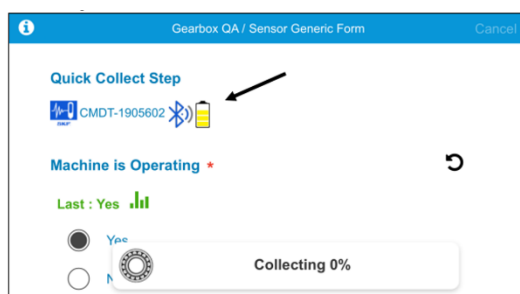 Gearbox QA / Sensor Generic Form
Cancel
Quick Collect Step
SKF CMDT-1905602
Machine is Operating *
Last : Yes
Yes
Collecting 0%